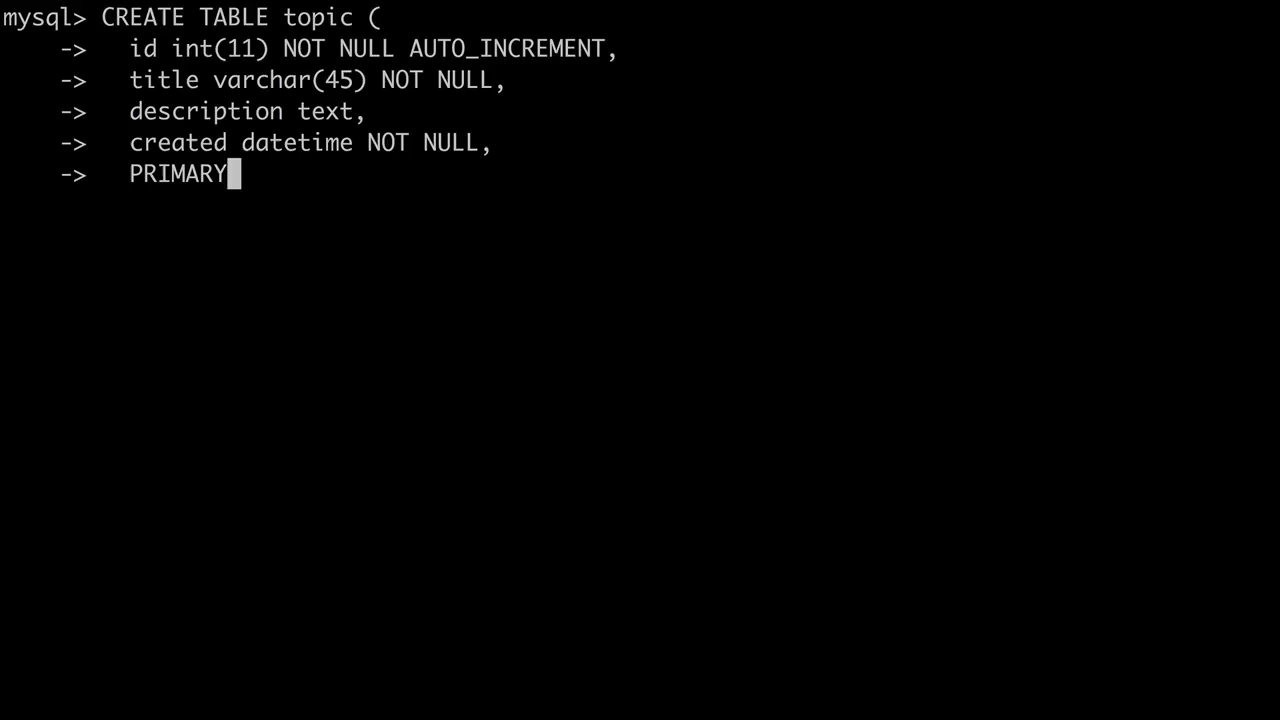 mysql> CREATE TABLE topic (
    ->   id int(11) NOT NULL AUTO_INCREMENT,
    ->   title varchar(45) NOT NULL,
    ->   description text,
    ->   created datetime NOT NULL,
    ->   PRIMARY